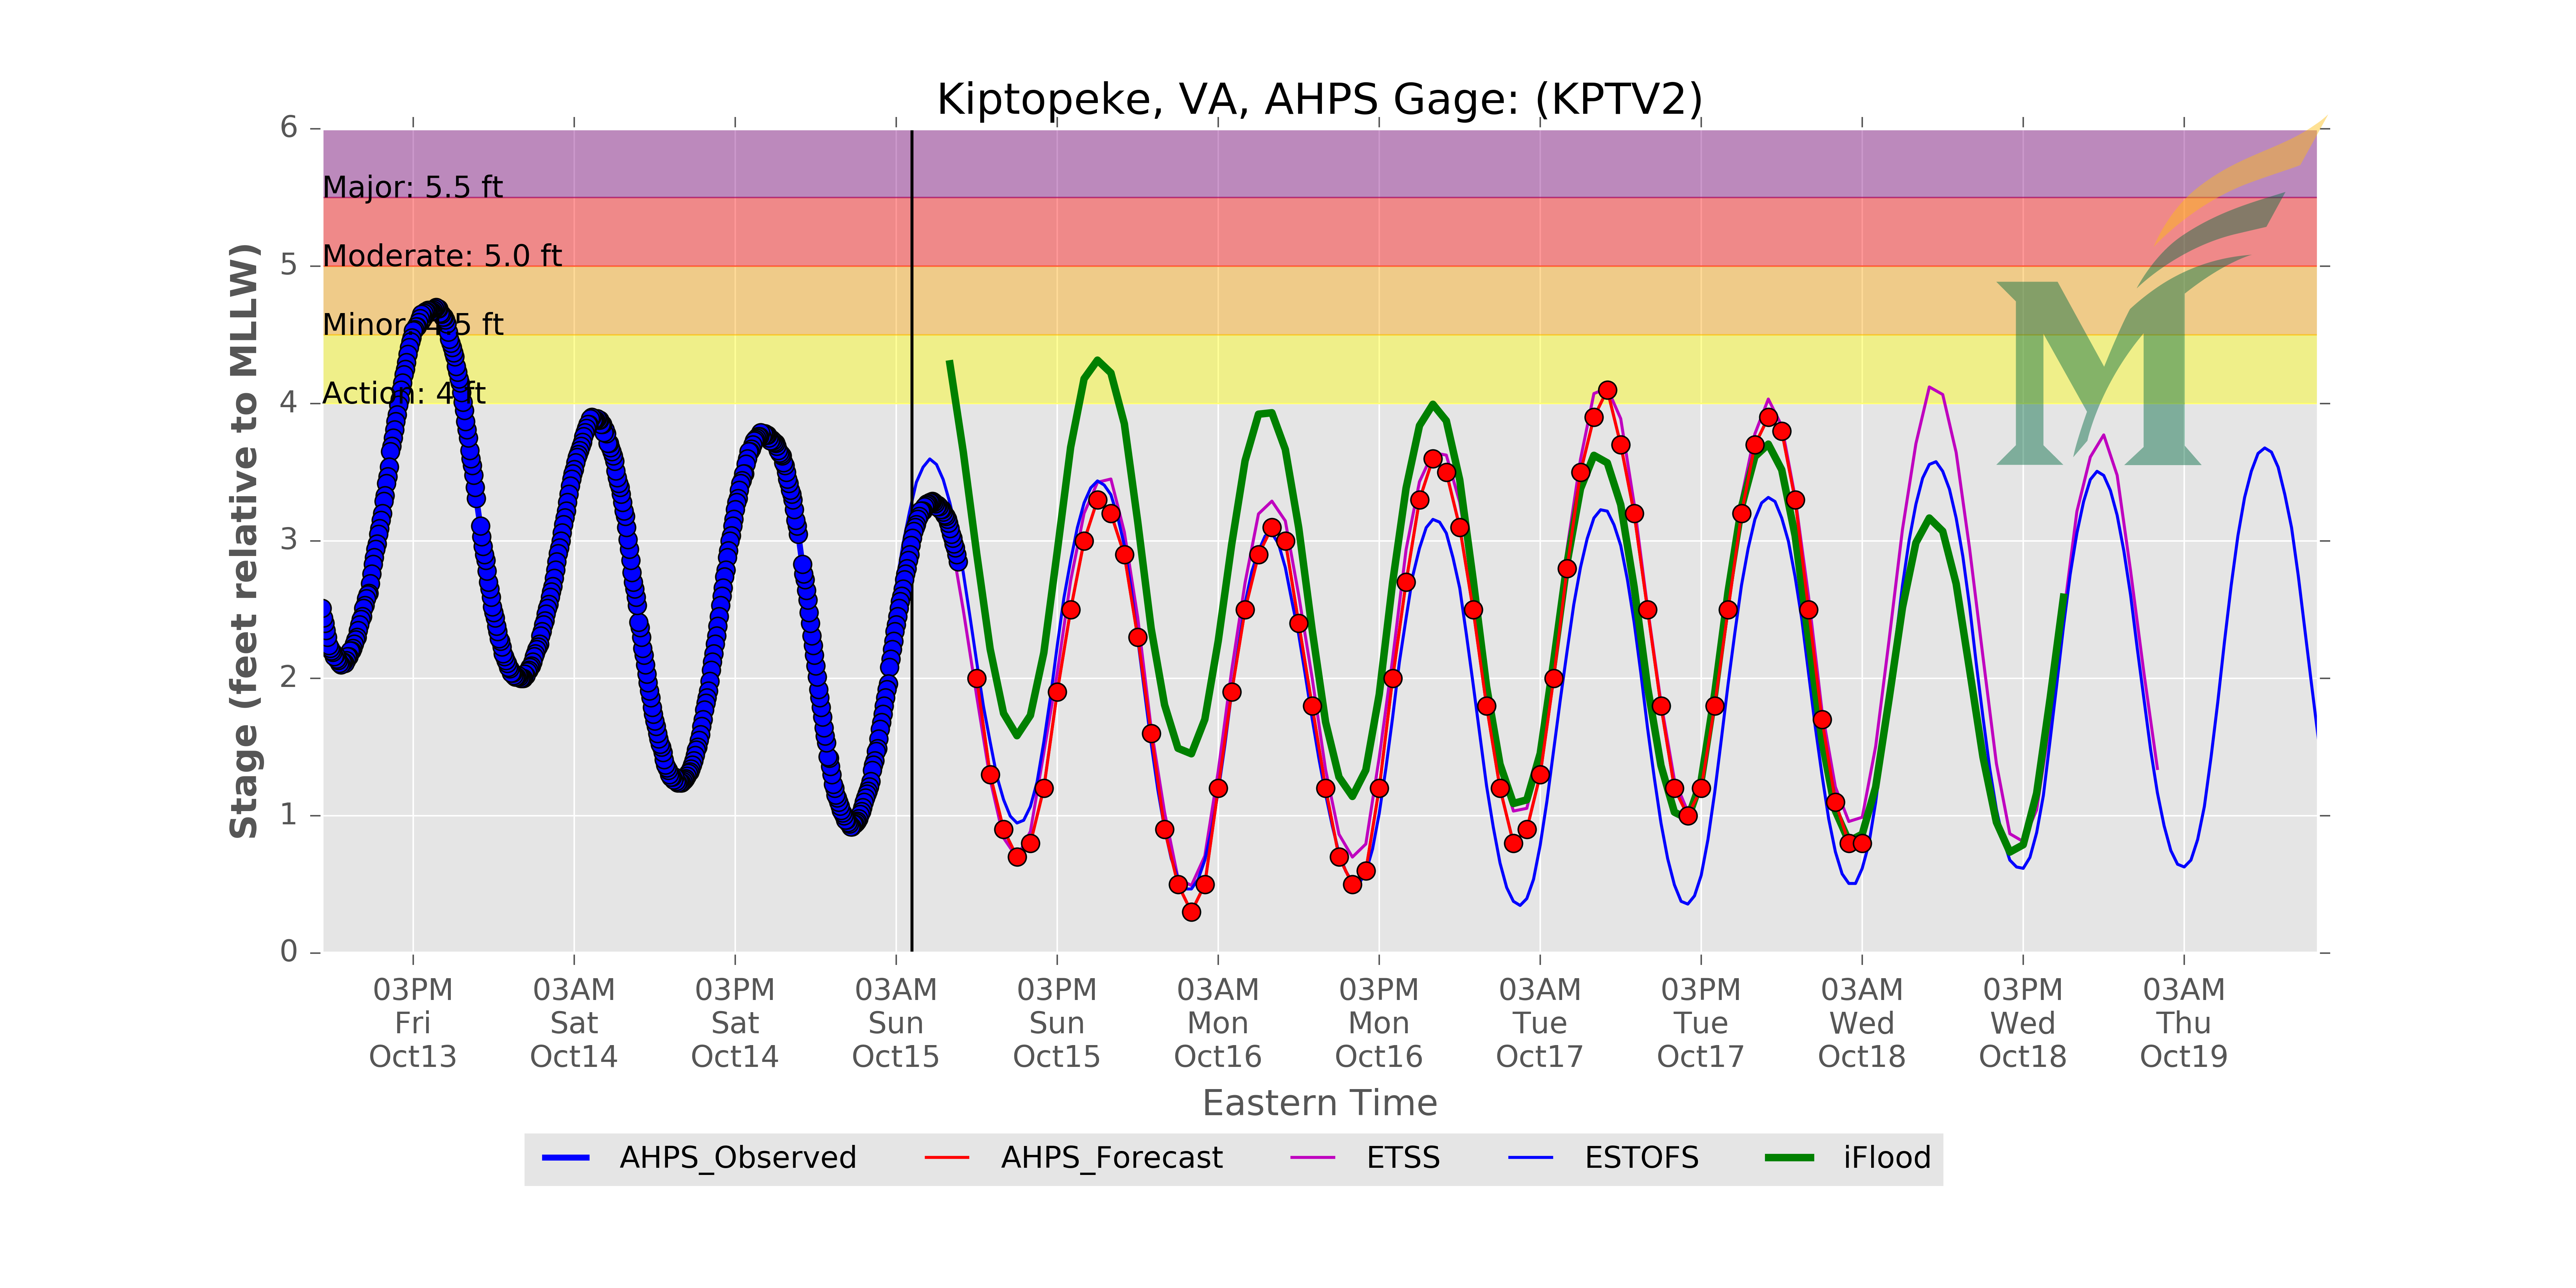 Kiptopeke, VA, AHPS Gage: (KPTV2)
Stage (feet relative to MLLW)
6
5
4
3
2
1
0
Major: 5.5 ft
Moderate: 5.0 ft
Minor: 4.5 ft
Action: 4 ft
M
03PM 03AM 03PM 03AM 03PM 03AM 03PM 03AM 03PM 03AM 03PM 03AM
Fri Sat Sat Sun Sun Mon Mon Tue Tue Wed Wed Thu
Oct13 Oct14 Oct14 Oct15 Oct15 Oct16 Oct16 Oct17 Oct17 Oct18 Oct18 Oct19
Eastern Time
AHPS_Observed AHPS_Forecast ETSS ESTOFS iFlood